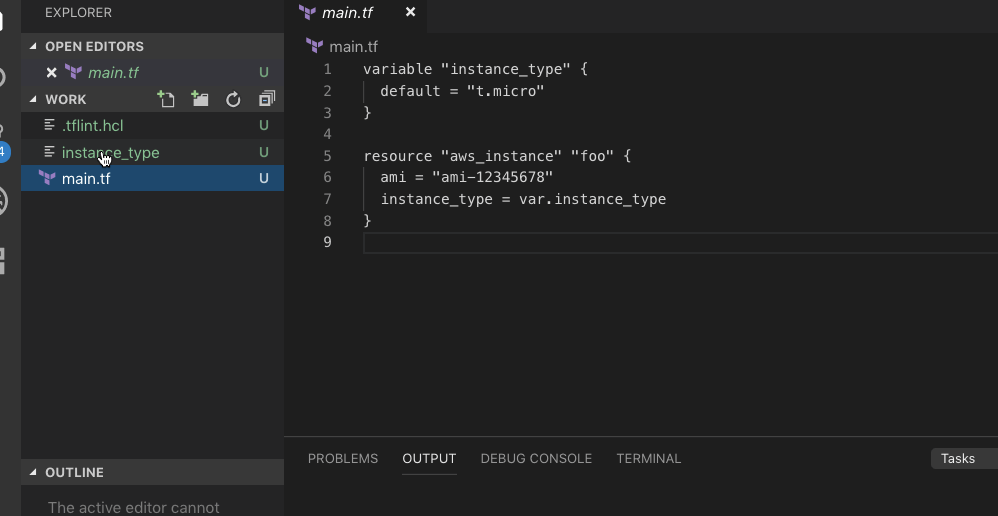 EXPLORER
OPEN EDITORS
main.tf U
WORK
.tflint.hcl U
instance_type U
main.tf U
4
OUTLINE
The active editor cannot
main.tf
main.tf
1 variable "instance_type" {
2 default = "t.micro"
3 }
4
5 resource "aws_instance" "foo" {
6 ami = "ami-12345678"
7 instance_type = var.instance_type
8 }
9
PROBLEMS OUTPUT DEBUG CONSOLE TERMINAL Tasks